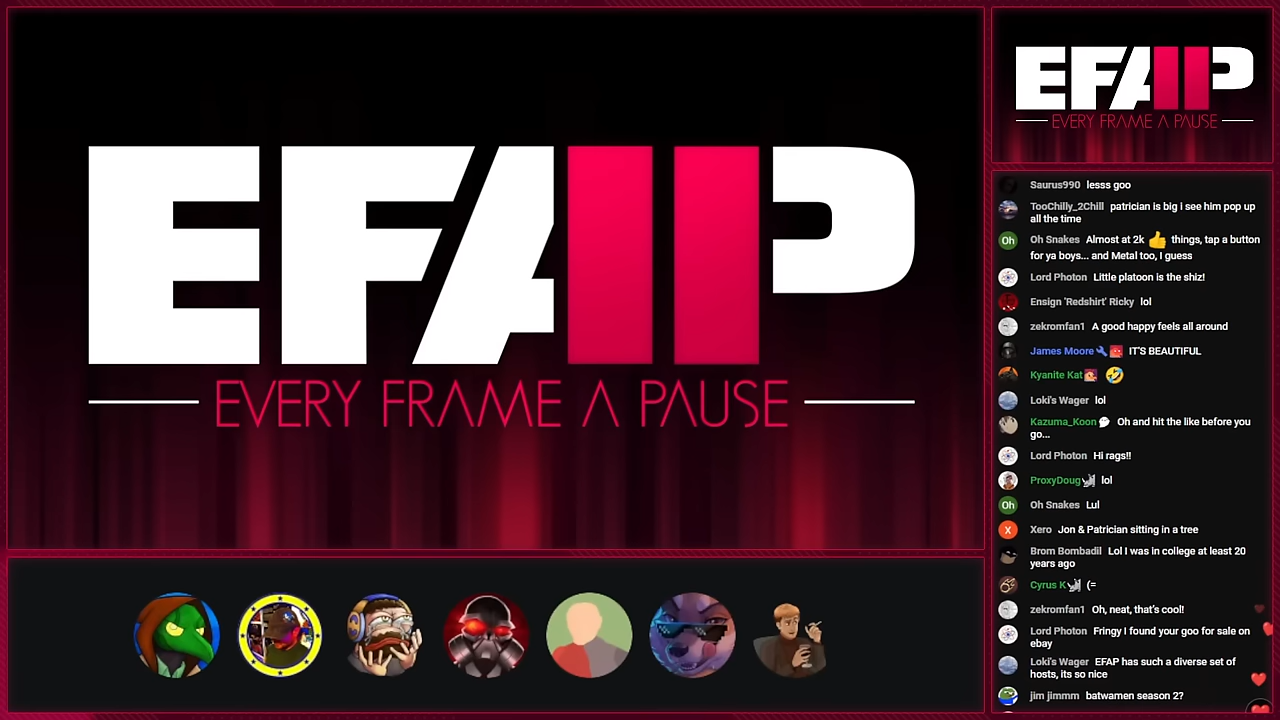 EFAP
EVERY FRAME A PAUSE
EFAP
EVERY FRAME A PAUSE
Saurus990 lesss goo
TooChilly_2Chill patrician is big i see him pop up
all the time
Oh Oh Snakes Almost at 2k 👍 things, tap a button
for ya boys... and Metal too, I guess
Lord Photon Little platoon is the shiz!
Ensign 'Redshirt' Ricky lol
zekromfan1 A good happy feels all around
James Moore IT'S BEAUTIFUL
Kyanite Kat 🤣
Loki's Wager lol
Kazuma_Koon Oh and hit the like before you
go...
Lord Photon Hi rags!!
ProxyDoug lol
Oh Oh Snakes Lul
X Xero Jon & Patrician sitting in a tree
Brom Bombadil Lol I was in college at least 20
years ago
Cyrus K (=
zekromfan1 Oh, neat, that's cool!
Lord Photon Fringy I found your goo for sale on
ebay
Loki's Wager EFAP has such a diverse set of
hosts, its so nice
jim jimmm batwamen season 2?